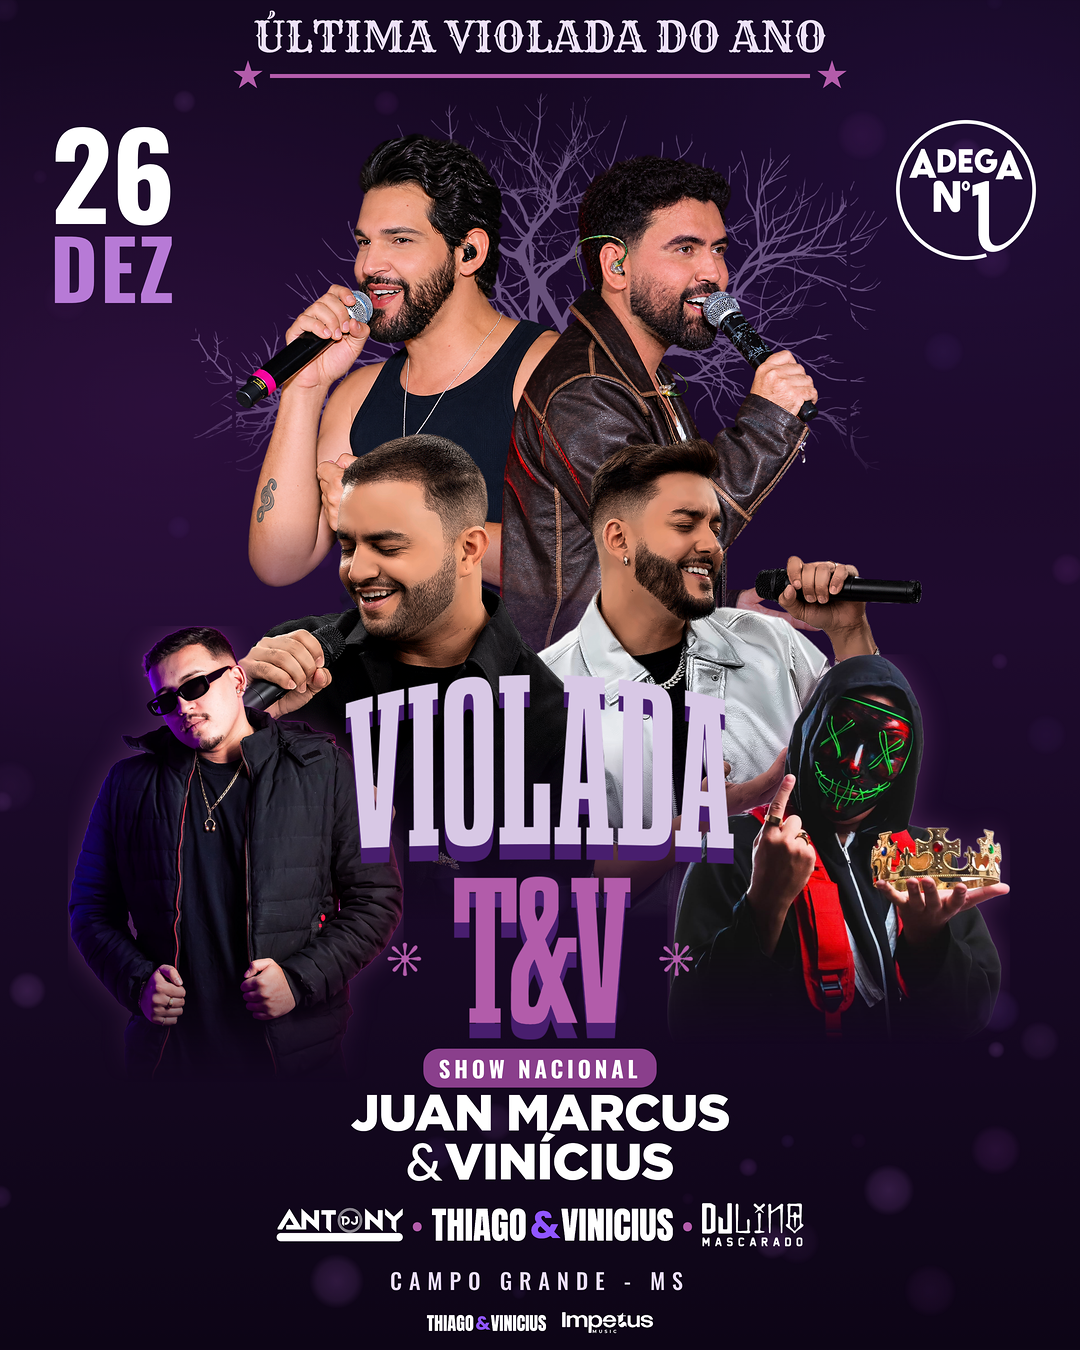 ÚLTIMA VIOLADA DO ANO
26
DEZ
ADEGA
Nº1
VIOLADA
T&V
SHOW NACIONAL
JUAN MARCUS
& VINÍCIUS
ANTONY DJ • THIAGO & VINICIUS • DJ LINO
MASCARADO
CAMPO GRANDE - MS
THIAGO & VINICIUS Impetus
MUSIC